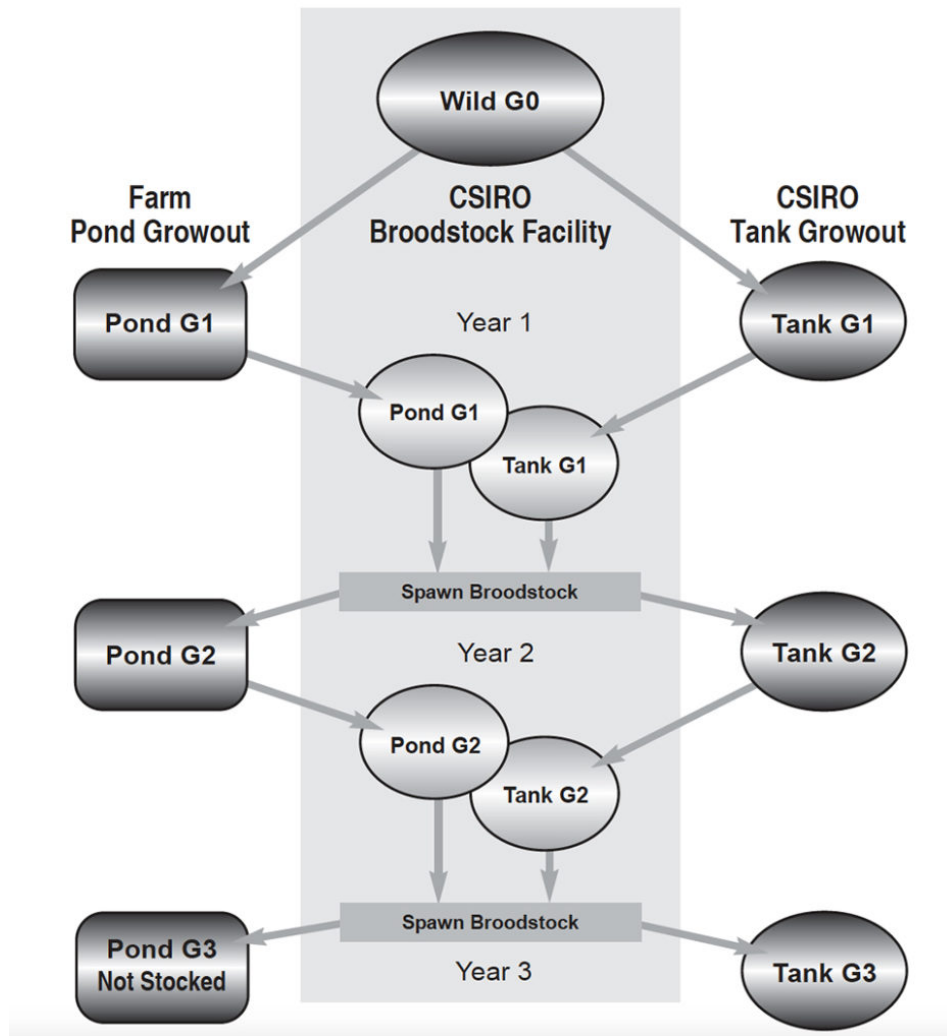 Wild G0
Farm
Pond Growout
CSIRO
Broodstock Facility
CSIRO
Tank Growout
Pond G1
Year 1
Tank G1
Pond G1
Tank G1
Spawn Broodstock
Pond G2
Year 2
Tank G2
Pond G2
Tank G2
Spawn Broodstock
Pond G3
Not Stocked
Year 3
Tank G3